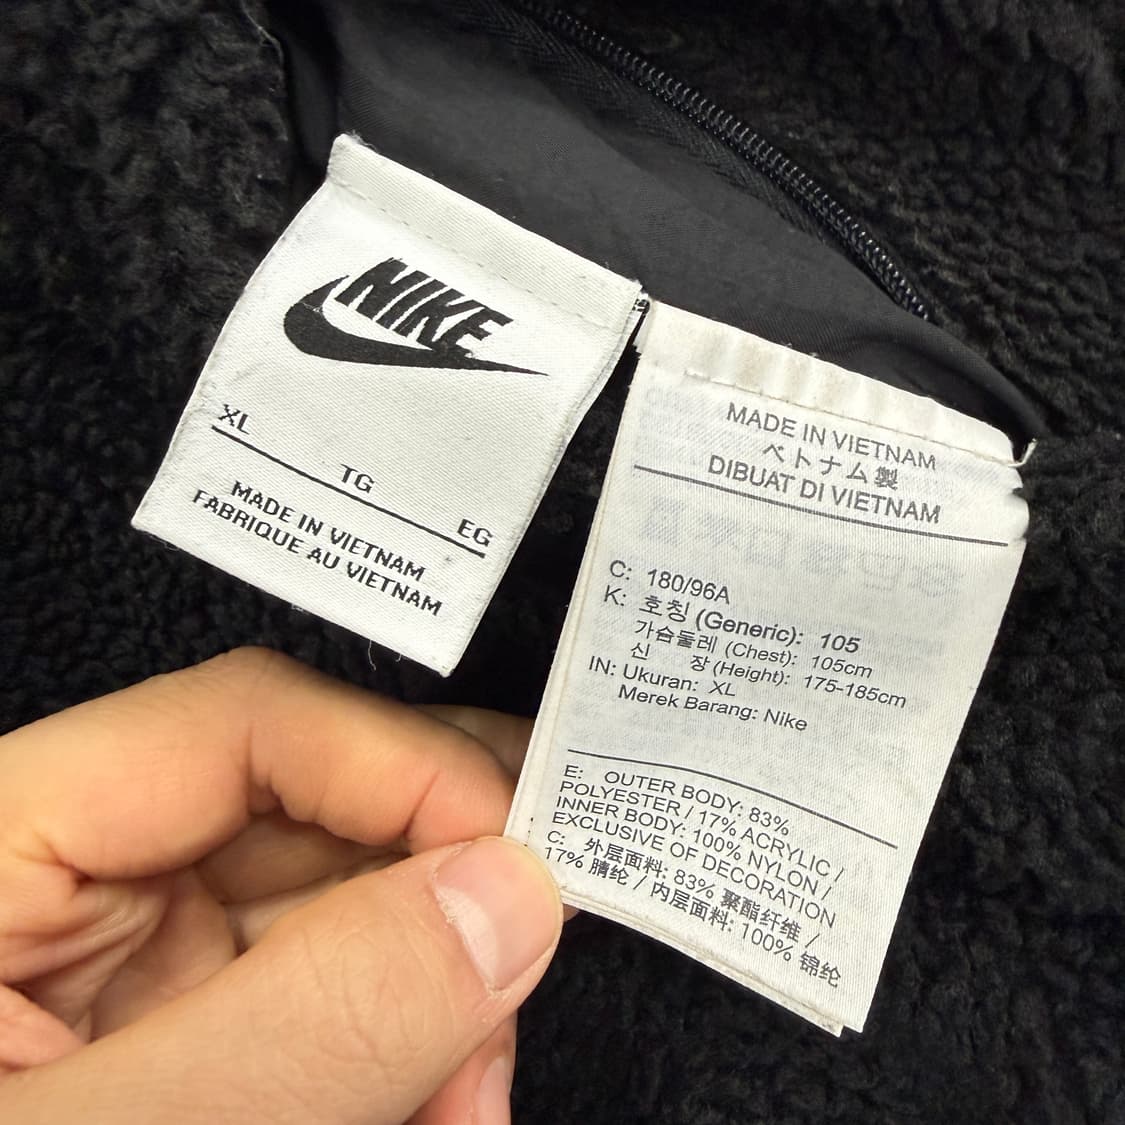 NIKE
XL
TG
EG
MADE IN VIETNAM
FABRIQUE AU VIETNAM
MADE IN VIETNAM
ベトナム製
DIBUAT DI VIETNAM
C: 180/96A
K: 호칭 (Generic): 105
가슴둘레 (Chest): 105cm
신 장 (Height): 175-185cm
IN: Ukuran: XL
Merek Barang: Nike
E: OUTER BODY: 83%
POLYESTER / 17% ACRYLIC /
INNER BODY: 100% NYLON /
EXCLUSIVE OF DECORATION
C: 外层面料: 83% 聚酯纤维 /
17% 腈纶 / 内层面料: 100% 锦纶